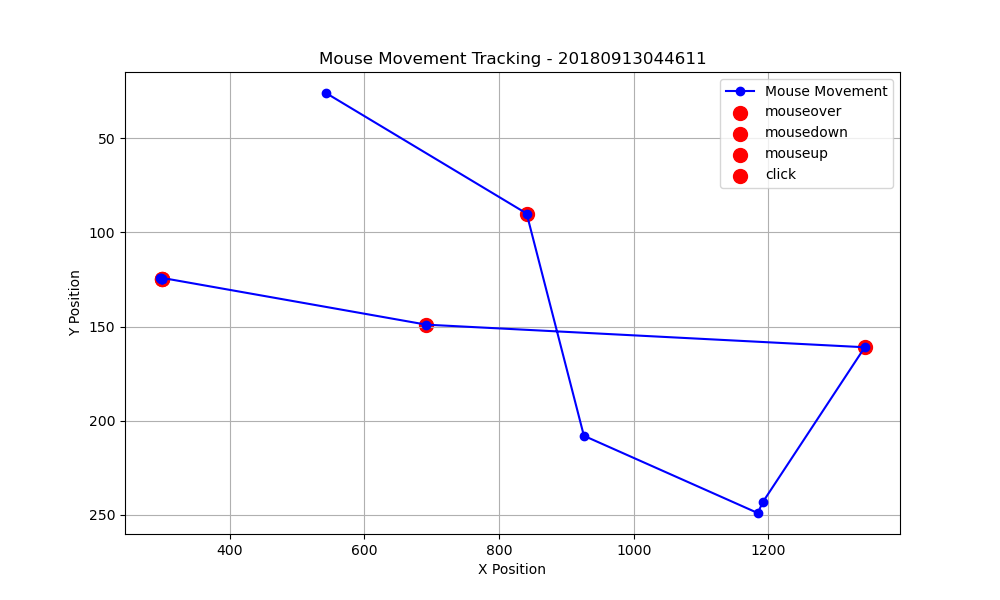 Mouse Movement Tracking - 20180913044611
Mouse Movement
mouseover
mousedown
mouseup
click
Y Position
50
100
150
200
250
400
600
800
1000
1200
X Position